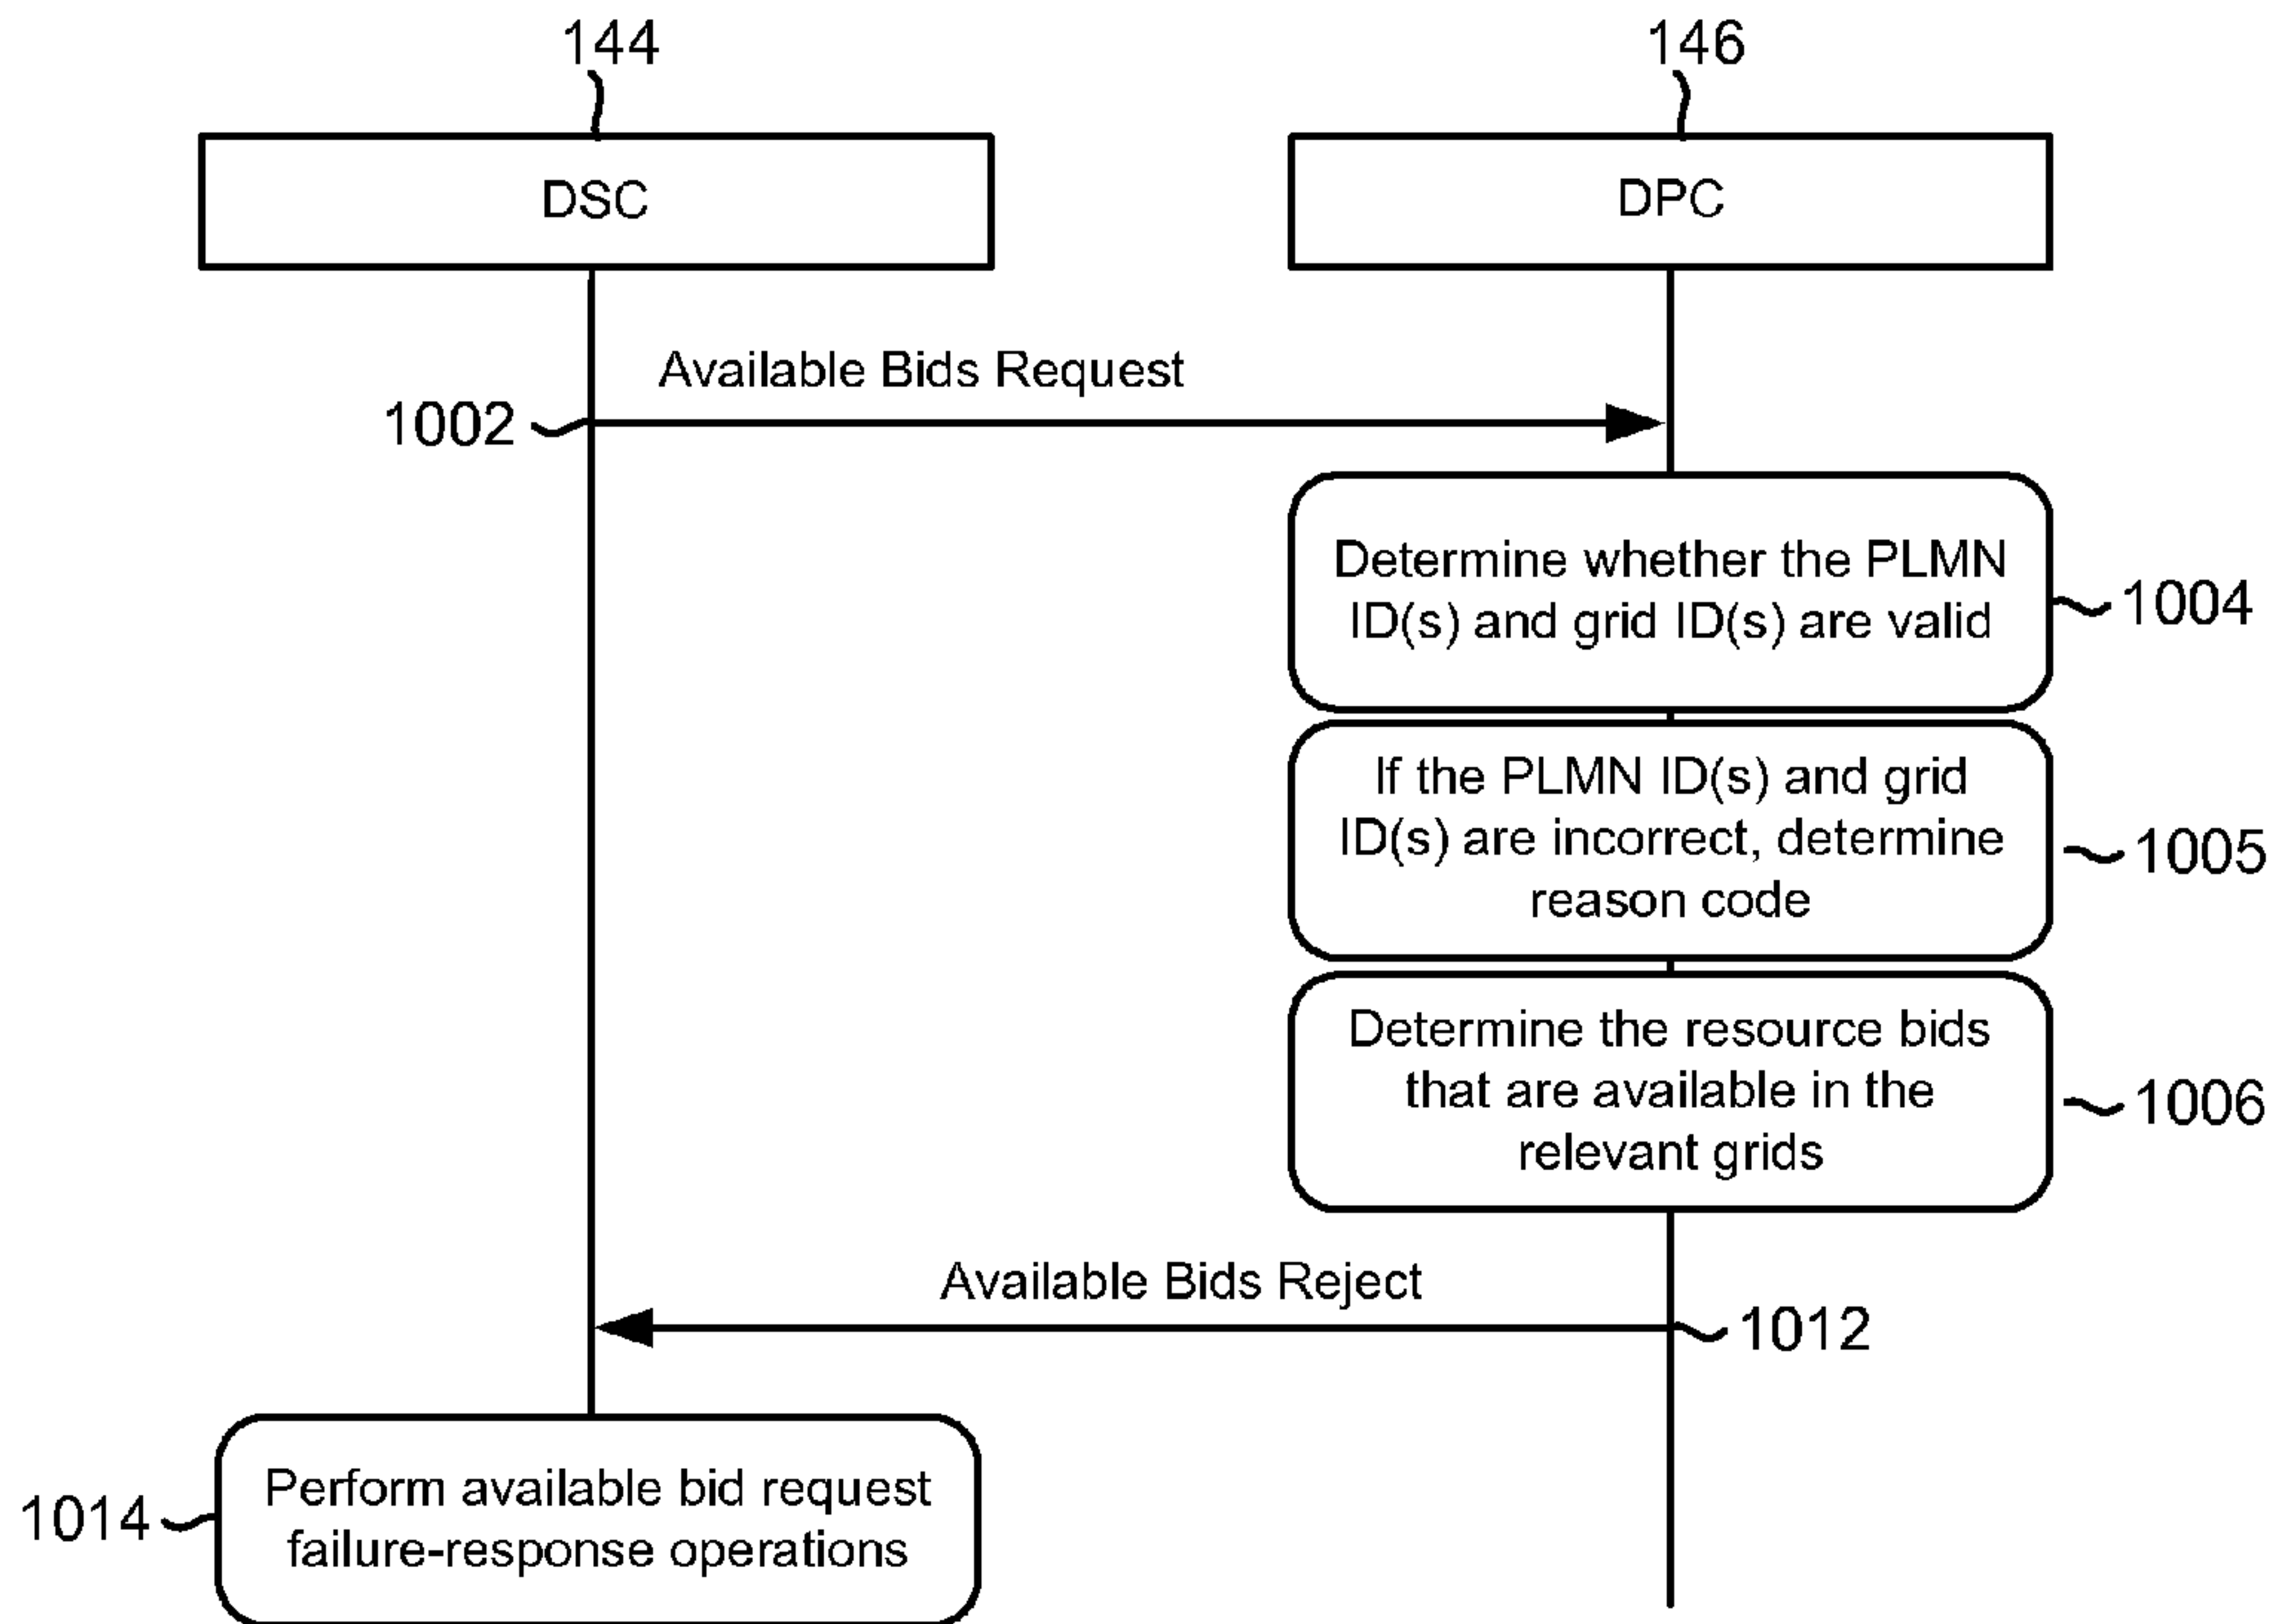 144
146
DSC
DPC
Available Bids Request
1002
Determine whether the PLMN
ID(s) and grid ID(s) are valid
1004
If the PLMN ID(s) and grid
ID(s) are incorrect, determine
reason code
1005
Determine the resource bids
that are available in the
relevant grids
1006
Available Bids Reject
1012
Perform available bid request
failure-response operations
1014